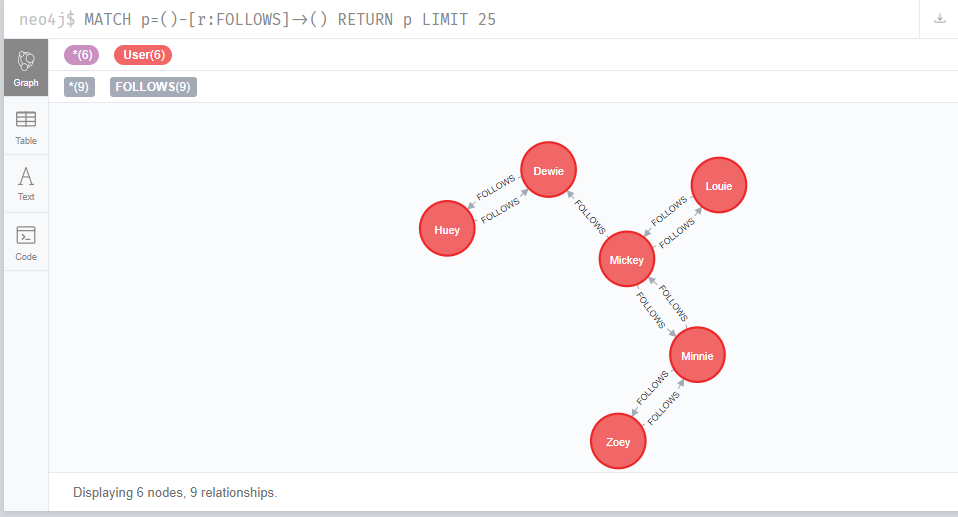 neo4j$ MATCH p=()-[r:FOLLOWS]->() RETURN p LIMIT 25
*(6) User(6)
*(9) FOLLOWS(9)
Graph
Table
Text
Code
Dewie
Louie
FOLLOWS
FOLLOWS
FOLLOWS
FOLLOWS
FOLLOWS
Huey
Mickey
FOLLOWS
FOLLOWS
Minnie
FOLLOWS
FOLLOWS
Zoey
Displaying 6 nodes, 9 relationships.